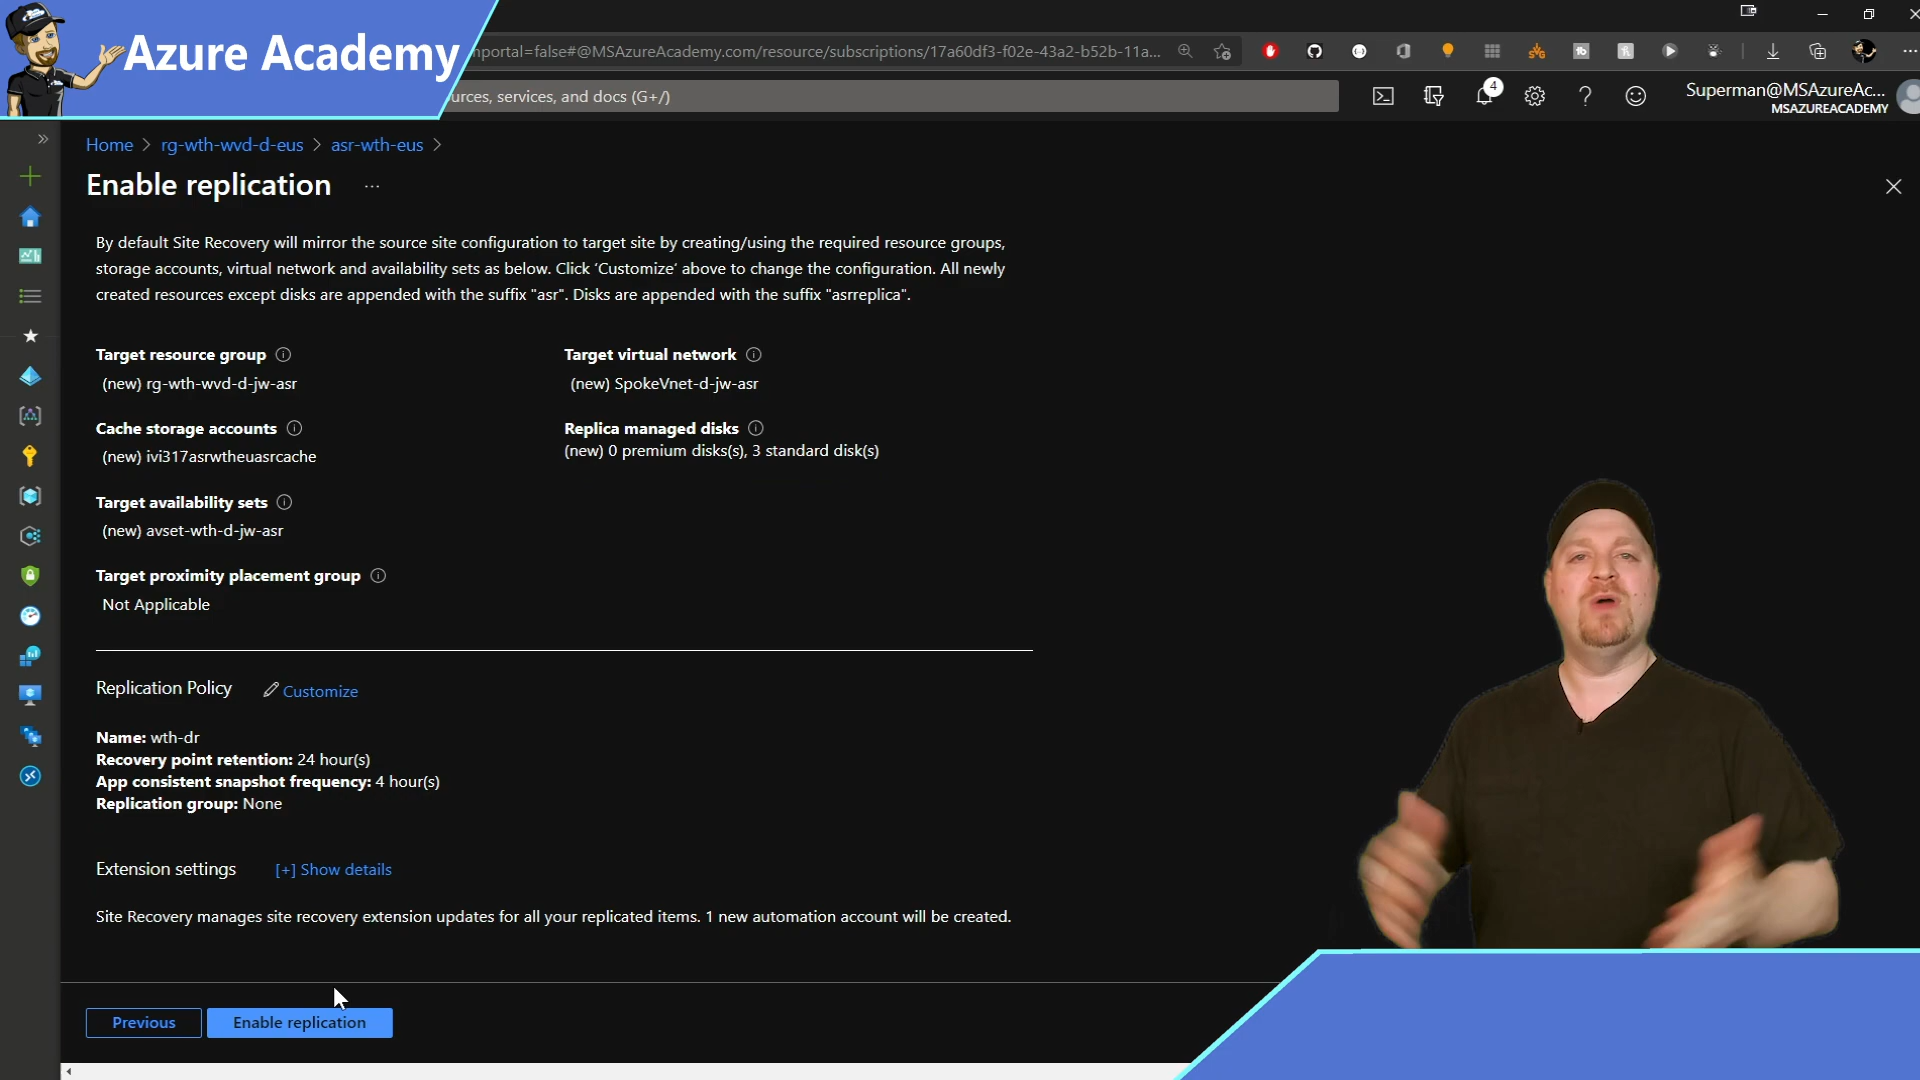 Azure Academy
nportal=false#@MSAzureAcademy.com/resource/subscriptions/17a60df3-f02e-43a2-b52b-11a...
urces, services, and docs (G+/)
4
Superman@MSAzureAc...
MSAZUREACADEMY
Home > rg-wth-wvd-d-eus > asr-wth-eus >
Enable replication ...
By default Site Recovery will mirror the source site configuration to target site by creating/using the required resource groups,
storage accounts, virtual network and availability sets as below. Click 'Customize' above to change the configuration. All newly
created resources except disks are appended with the suffix "asr". Disks are appended with the suffix "asrreplica".
Target resource group
(new) rg-wth-wvd-d-jw-asr
Target virtual network
(new) SpokeVnet-d-jw-asr
Cache storage accounts
(new) ivi317asrwtheuasrcache
Replica managed disks
(new) 0 premium disks(s), 3 standard disk(s)
Target availability sets
(new) avset-wth-d-jw-asr
Target proximity placement group
Not Applicable
Replication Policy Customize
Name: wth-dr
Recovery point retention: 24 hour(s)
App consistent snapshot frequency: 4 hour(s)
Replication group: None
Extension settings [+] Show details
Site Recovery manages site recovery extension updates for all your replicated items. 1 new automation account will be created.
Previous
Enable replication